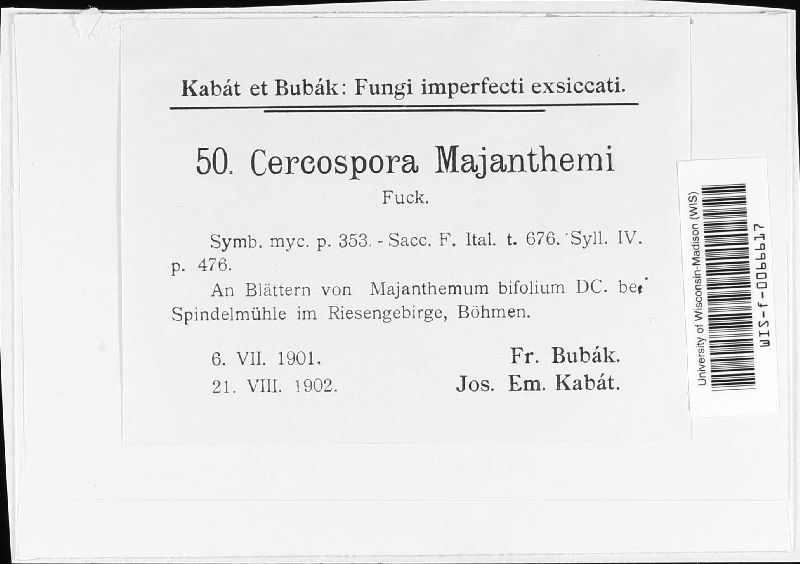 Kabát et Bubák: Fungi imperfecti exsiccati.
50. Cercospora Majanthemi
Fuck.
Symb. myc. p. 353. - Sacc. F. Ital. t. 676. Syll. IV.
p. 476.
An Blättern von Majanthemum bifolium DC. bei
Spindelmühle im Riesengebirge, Böhmen.
6. VII. 1901. Fr. Bubák.
21. VIII. 1902. Jos. Em. Kabát.
University of Wisconsin-Madison (WIS)
WIS-f-0066617